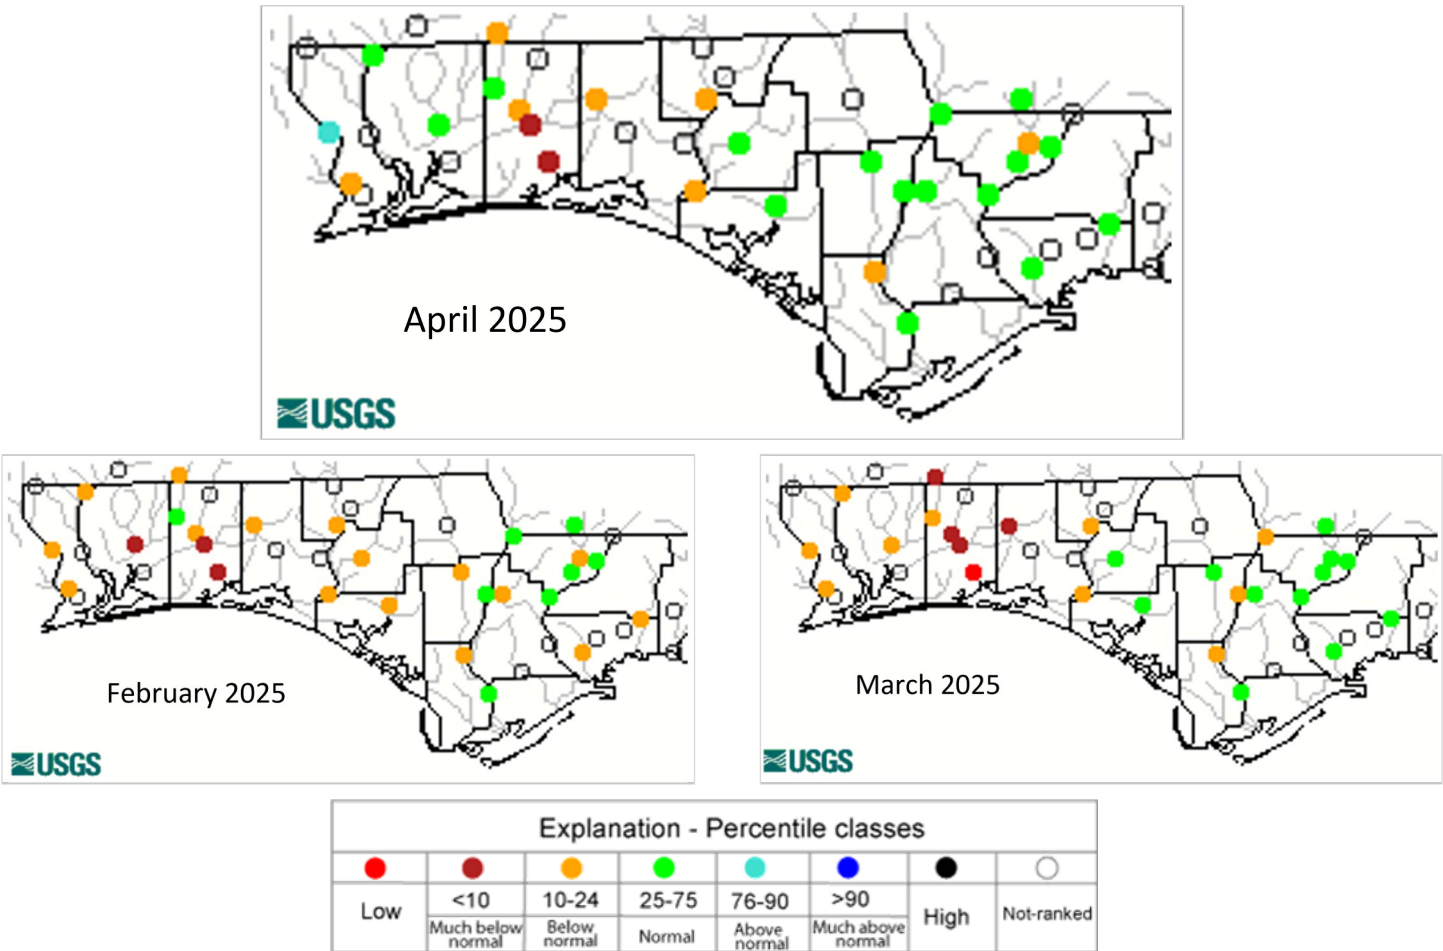 April 2025
USGS
February 2025
USGS
March 2025
USGS
Explanation - Percentile classes
Low
<10
10-24
25-75
76-90
>90
High
Not-ranked
Much below
normal
Below
normal
Normal
Above
normal
Much above
normal